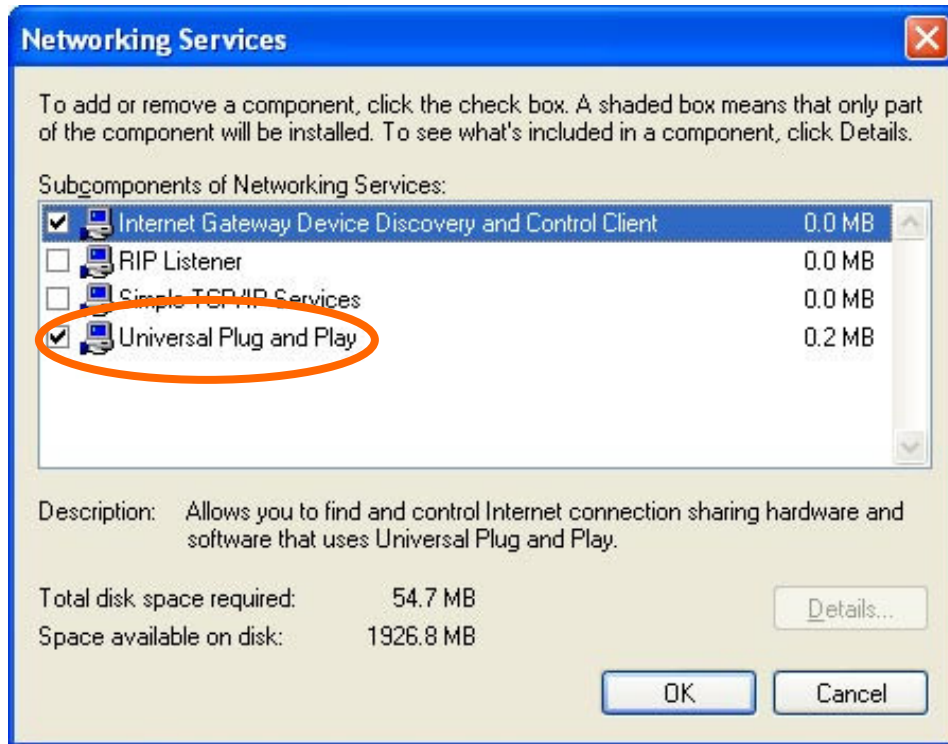 Networking Services
To add or remove a component, click the check box. A shaded box means that only part
of the component will be installed. To see what's included in a component, click Details.
Subcomponents of Networking Services:
Internet Gateway Device Discovery and Control Client 0.0 MB
RIP Listener 0.0 MB
Simple TCP/IP Services 0.0 MB
Universal Plug and Play 0.2 MB
Description: Allows you to find and control Internet connection sharing hardware and
software that uses Universal Plug and Play.
Total disk space required: 54.7 MB
Details...
Space available on disk: 1926.8 MB
OK Cancel